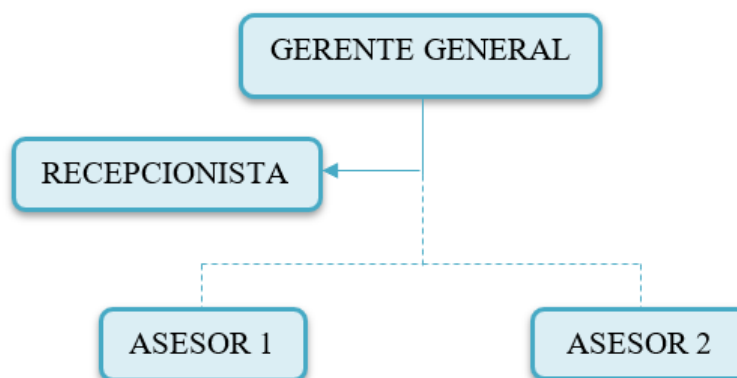 GERENTE GENERAL
RECEPCIONISTA
ASESOR 1
ASESOR 2